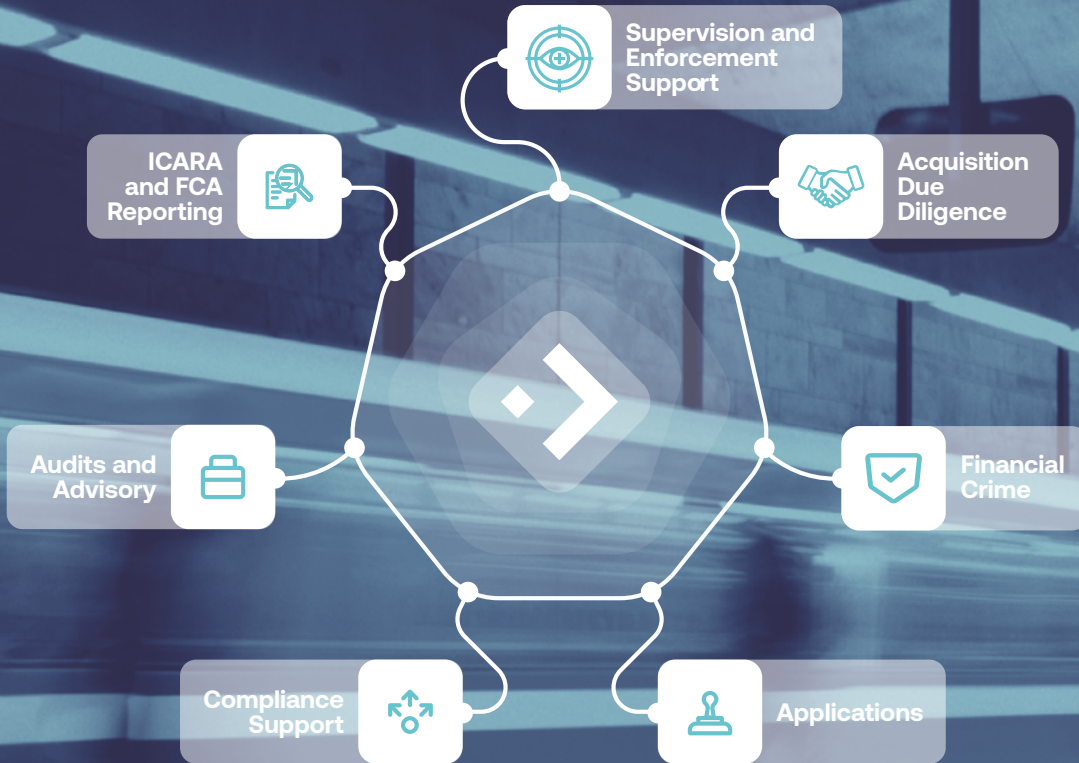 Supervision and
Enforcement
Support
ICARA
and FCA
Reporting
Acquisition
Due
Diligence
Audits and
Advisory
Financial
Crime
Compliance
Support
Applications